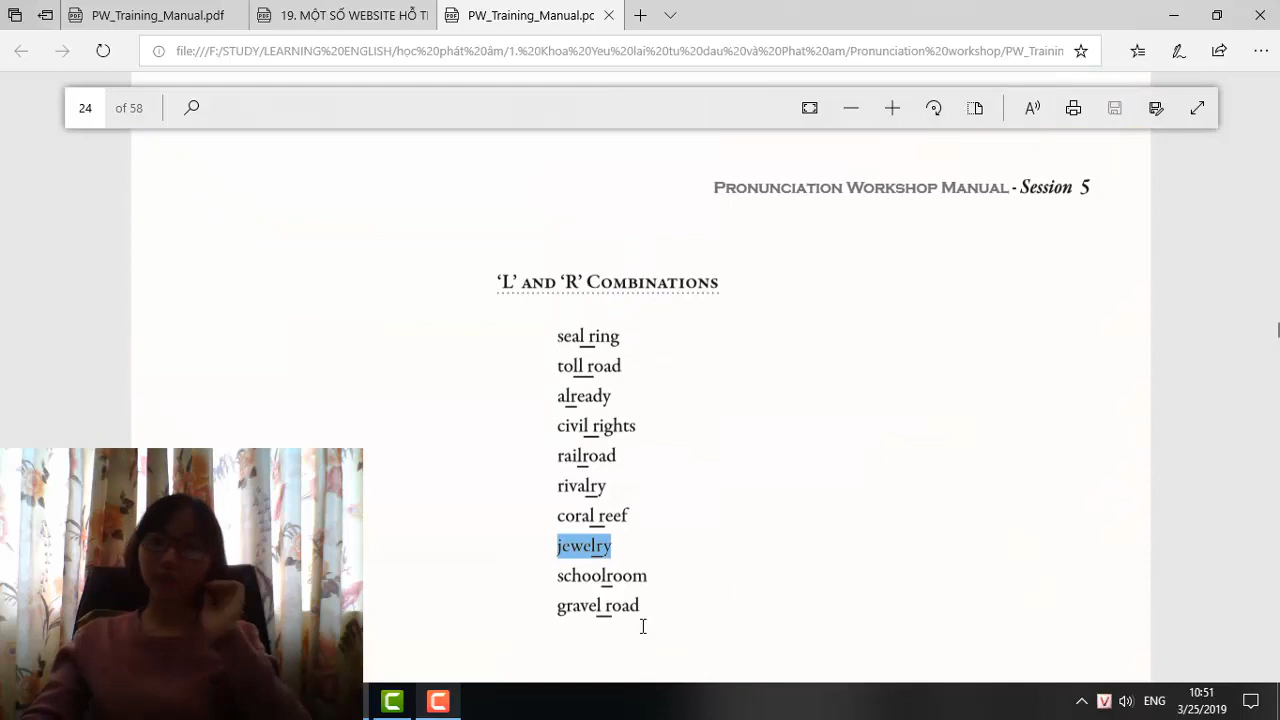 PW_Training_Manual.pdf
19. MỘT SỐ WEBSITE HỖ T
PW_Training_Manual.pc
file:///F:/STUDY/LEARNING%20ENGLISH/học%20phát%20âm/1.%20Khoa%20Yeu%20lai%20tu%20dau%20và%20Phat%20am/Pronunciation%20workshop/PW_Trainin
24 of 58
PRONUNCIATION WORKSHOP MANUAL - Session 5
‘L’ AND ‘R’ COMBINATIONS
seal ring
toll road
already
civil rights
railroad
rivalry
coral reef
jewelry
schoolroom
gravel road
V ENG
10:51
3/25/2019